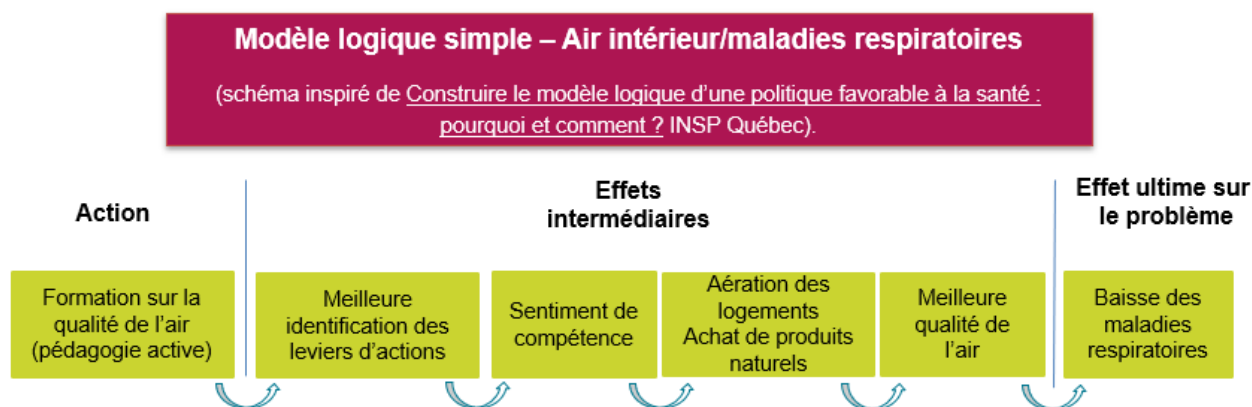 Modèle logique simple – Air intérieur/maladies respiratoires
(schéma inspiré de Construire le modèle logique d’une politique favorable à la santé :
pourquoi et comment ? INSP Québec).
Action
Effets
intermédiaires
Effet ultime sur
le problème
Formation sur la
qualité de l’air
(pédagogie active)
Meilleure
identification des
leviers d’actions
Sentiment de
compétence
Aération des
logements
Achat de produits
naturels
Meilleure
qualité de
l’air
Baisse des
maladies
respiratoires